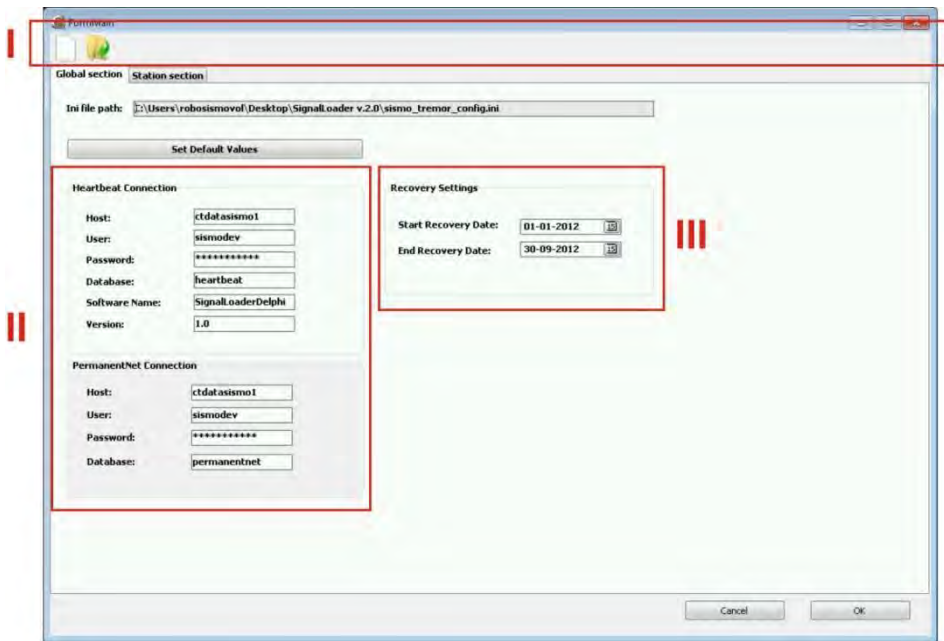 FormMain
I
Global section Station section
Ini file path: C:\Users\robosismovof\Desktop\SignalLoader v.2.0\sismo_tremor_config.ini
Set Default Values
Heartbeat Connection
Host: ctdatasismo1
User: sismodev
Password: ***********
Database: heartbeat
Software Name: SignalLoaderDelphi
Version: 1.0
II
PermanentNet Connection
Host: ctdatasismo1
User: sismodev
Password: ***********
Database: permanentnet
Recovery Settings
Start Recovery Date: 01-01-2012 15
End Recovery Date: 30-09-2012 15
III
Cancel OK